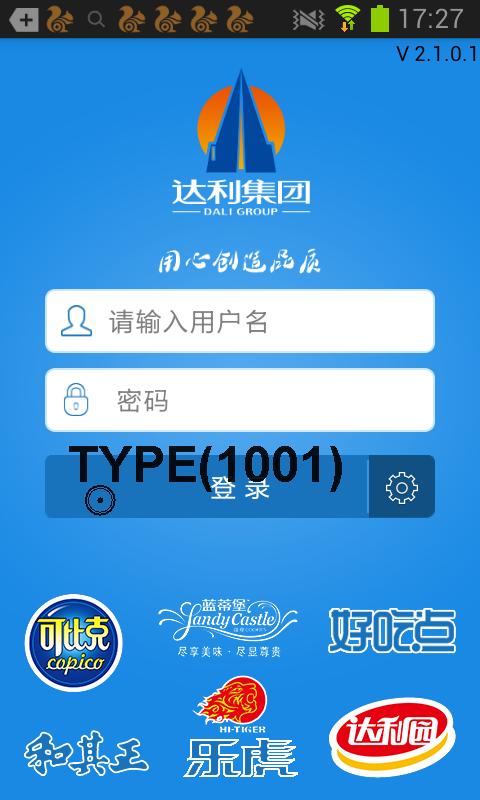 17:27
V 2.1.0.1
达利集团
DALI GROUP
用心创造品质
请输入用户名
密码
TYPE(1001)
登录
可比克
copico
蓝蒂堡
Landy Castle
尽享美味·尽显尊贵
好吃点
HI-TIGER
乐虎
和其正
达利园